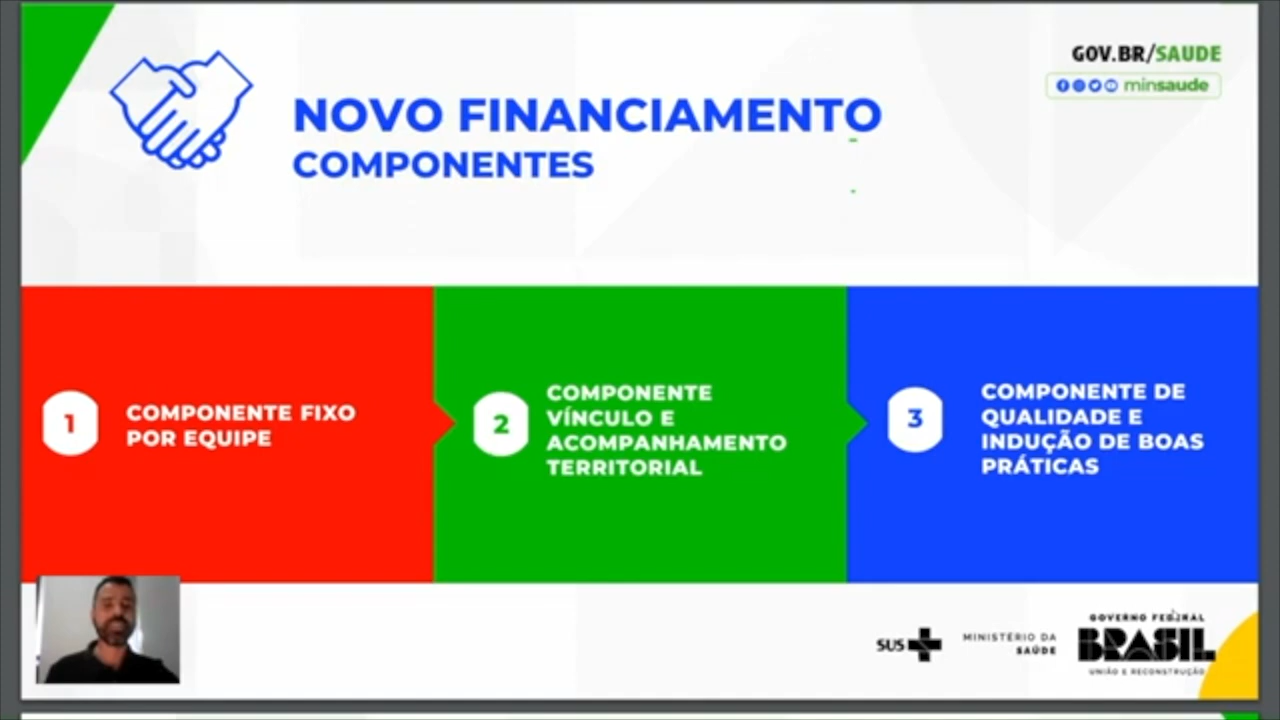 GOV.BR/SAUDE
minsaude
NOVO FINANCIAMENTO
COMPONENTES
1
COMPONENTE FIXO
POR EQUIPE
2
COMPONENTE
VÍNCULO E
ACOMPANHAMENTO
TERRITORIAL
3
COMPONENTE DE
QUALIDADE E
INDUÇÃO DE BOAS
PRÁTICAS
SUS
MINISTÉRIO DA
SAÚDE
GOVERNO FEDERAL
BRASIL
UNIÃO E RECONSTRUÇÃO